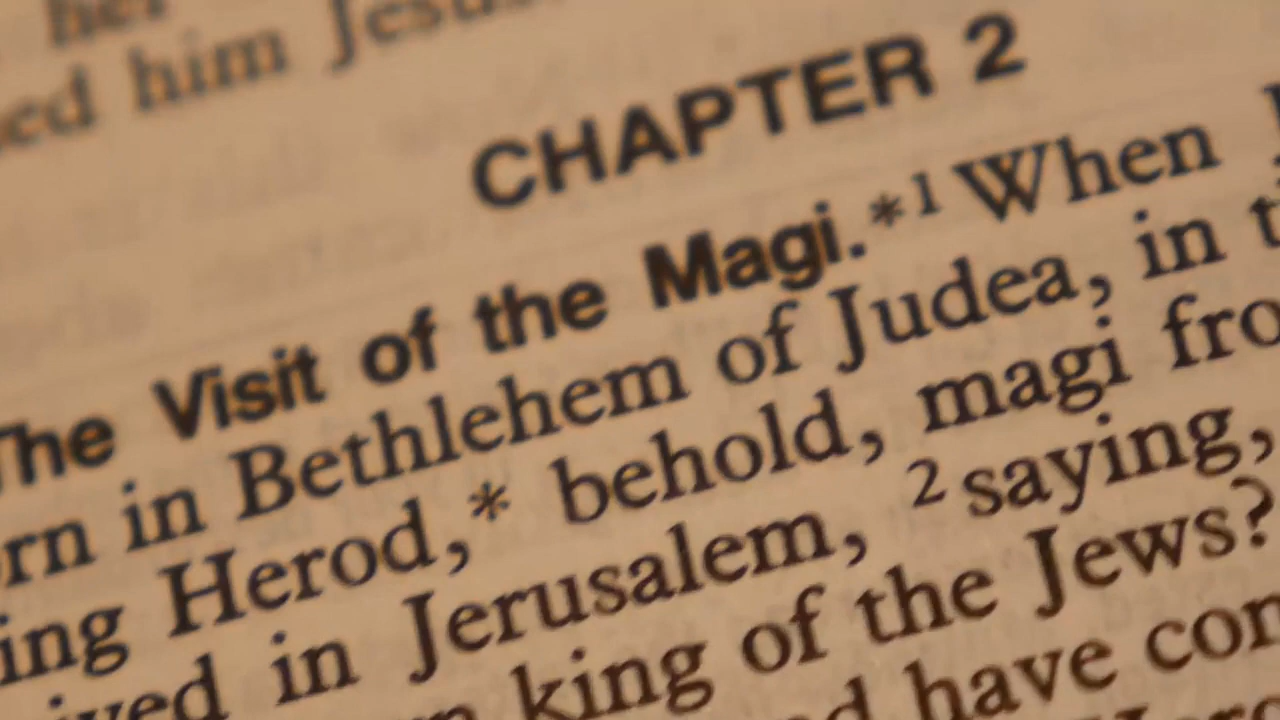 her
ed him Jesus
CHAPTER 2
The Visit of the Magi.*1 When
rn in Bethlehem of Judea, in t
ing Herod,* behold, magi fro
ived in Jerusalem, 2 saying,
king of the Jews?
d have con